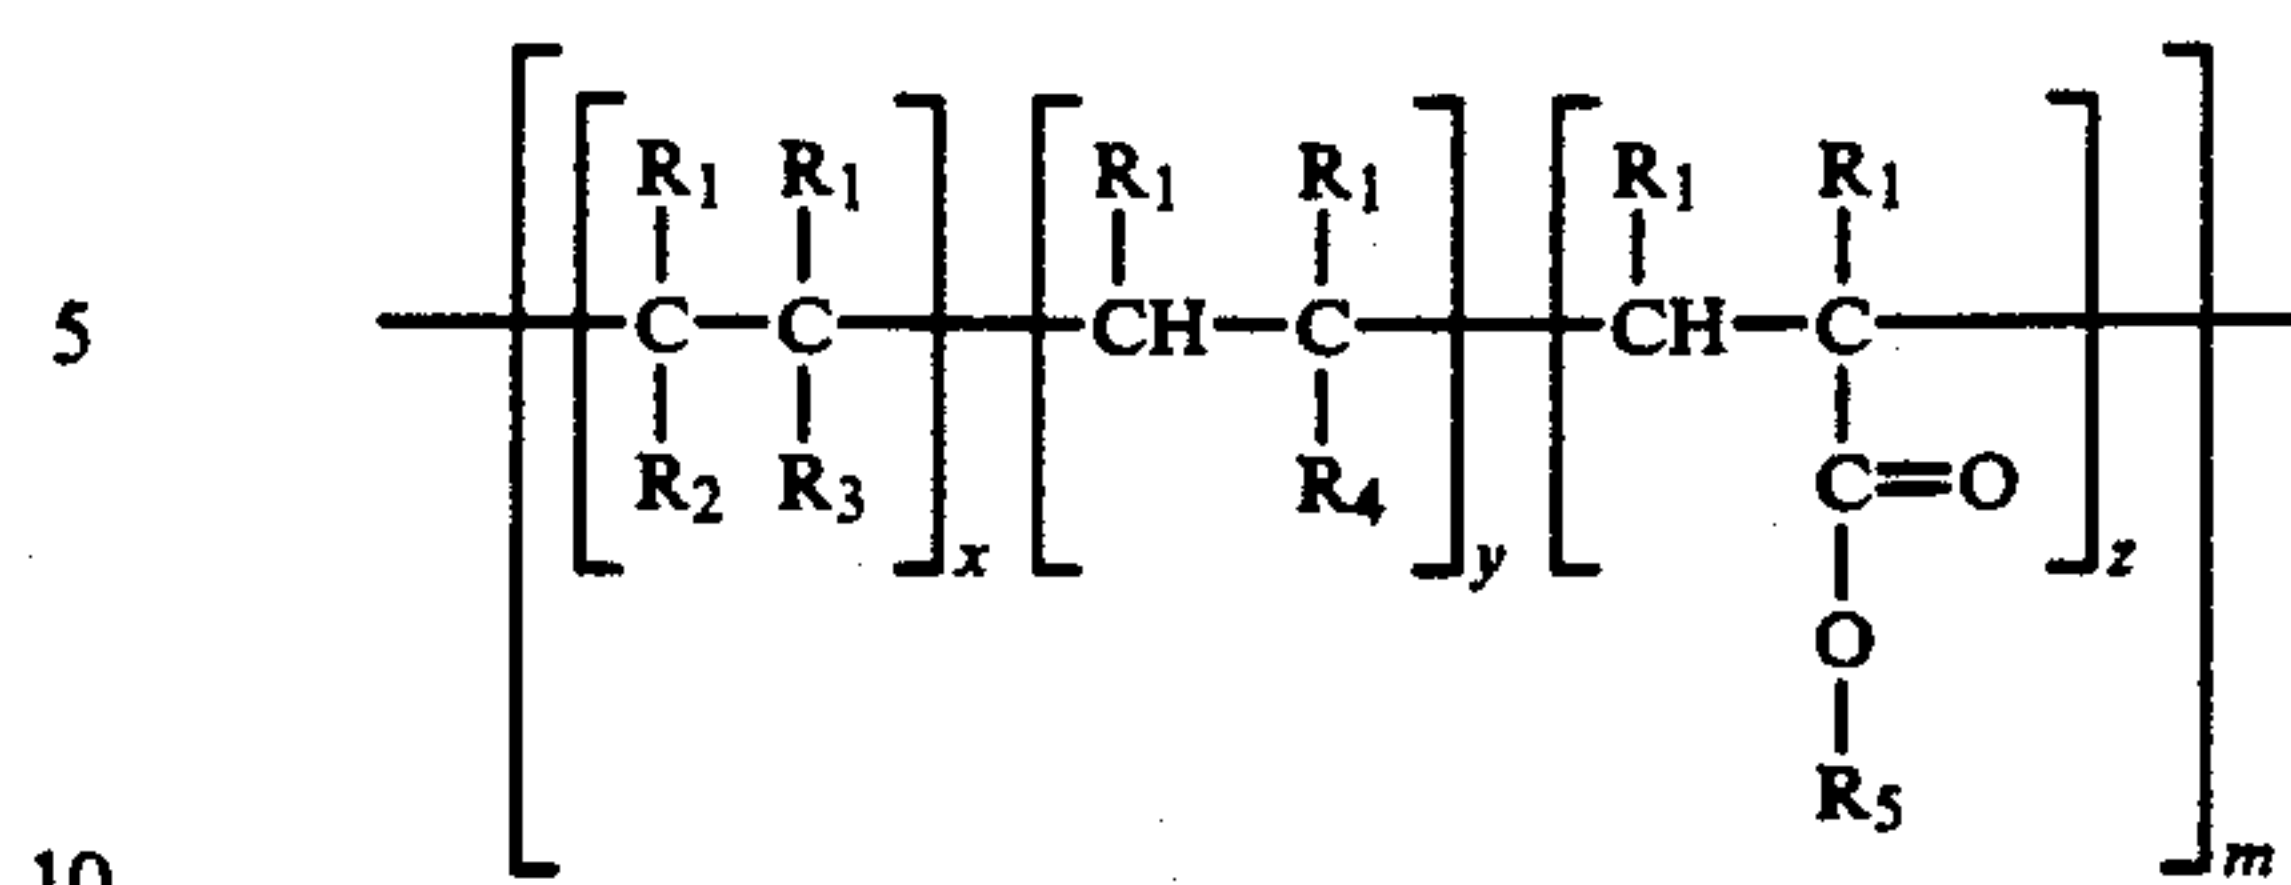 R1 R1 R1 R1 R1 R1
5 C C CH C CH C
R2 R3 R4 C=O
x y z
O
R5
10 m